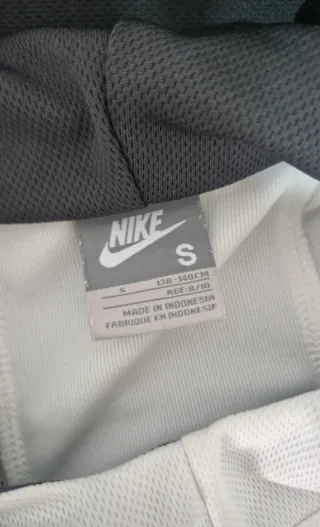 NIKE
S
S 128-140CM
AGE:8/10
MADE IN INDONESIA
FABRIQUE EN INDONESIE